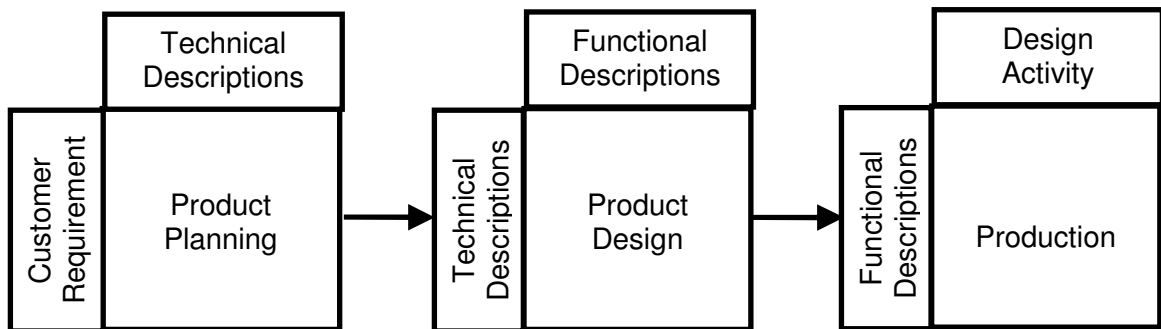 Technical
Descriptions
Customer
Requirement
Product
Planning
Functional
Descriptions
Technical
Descriptions
Product
Design
Design
Activity
Functional
Descriptions
Production